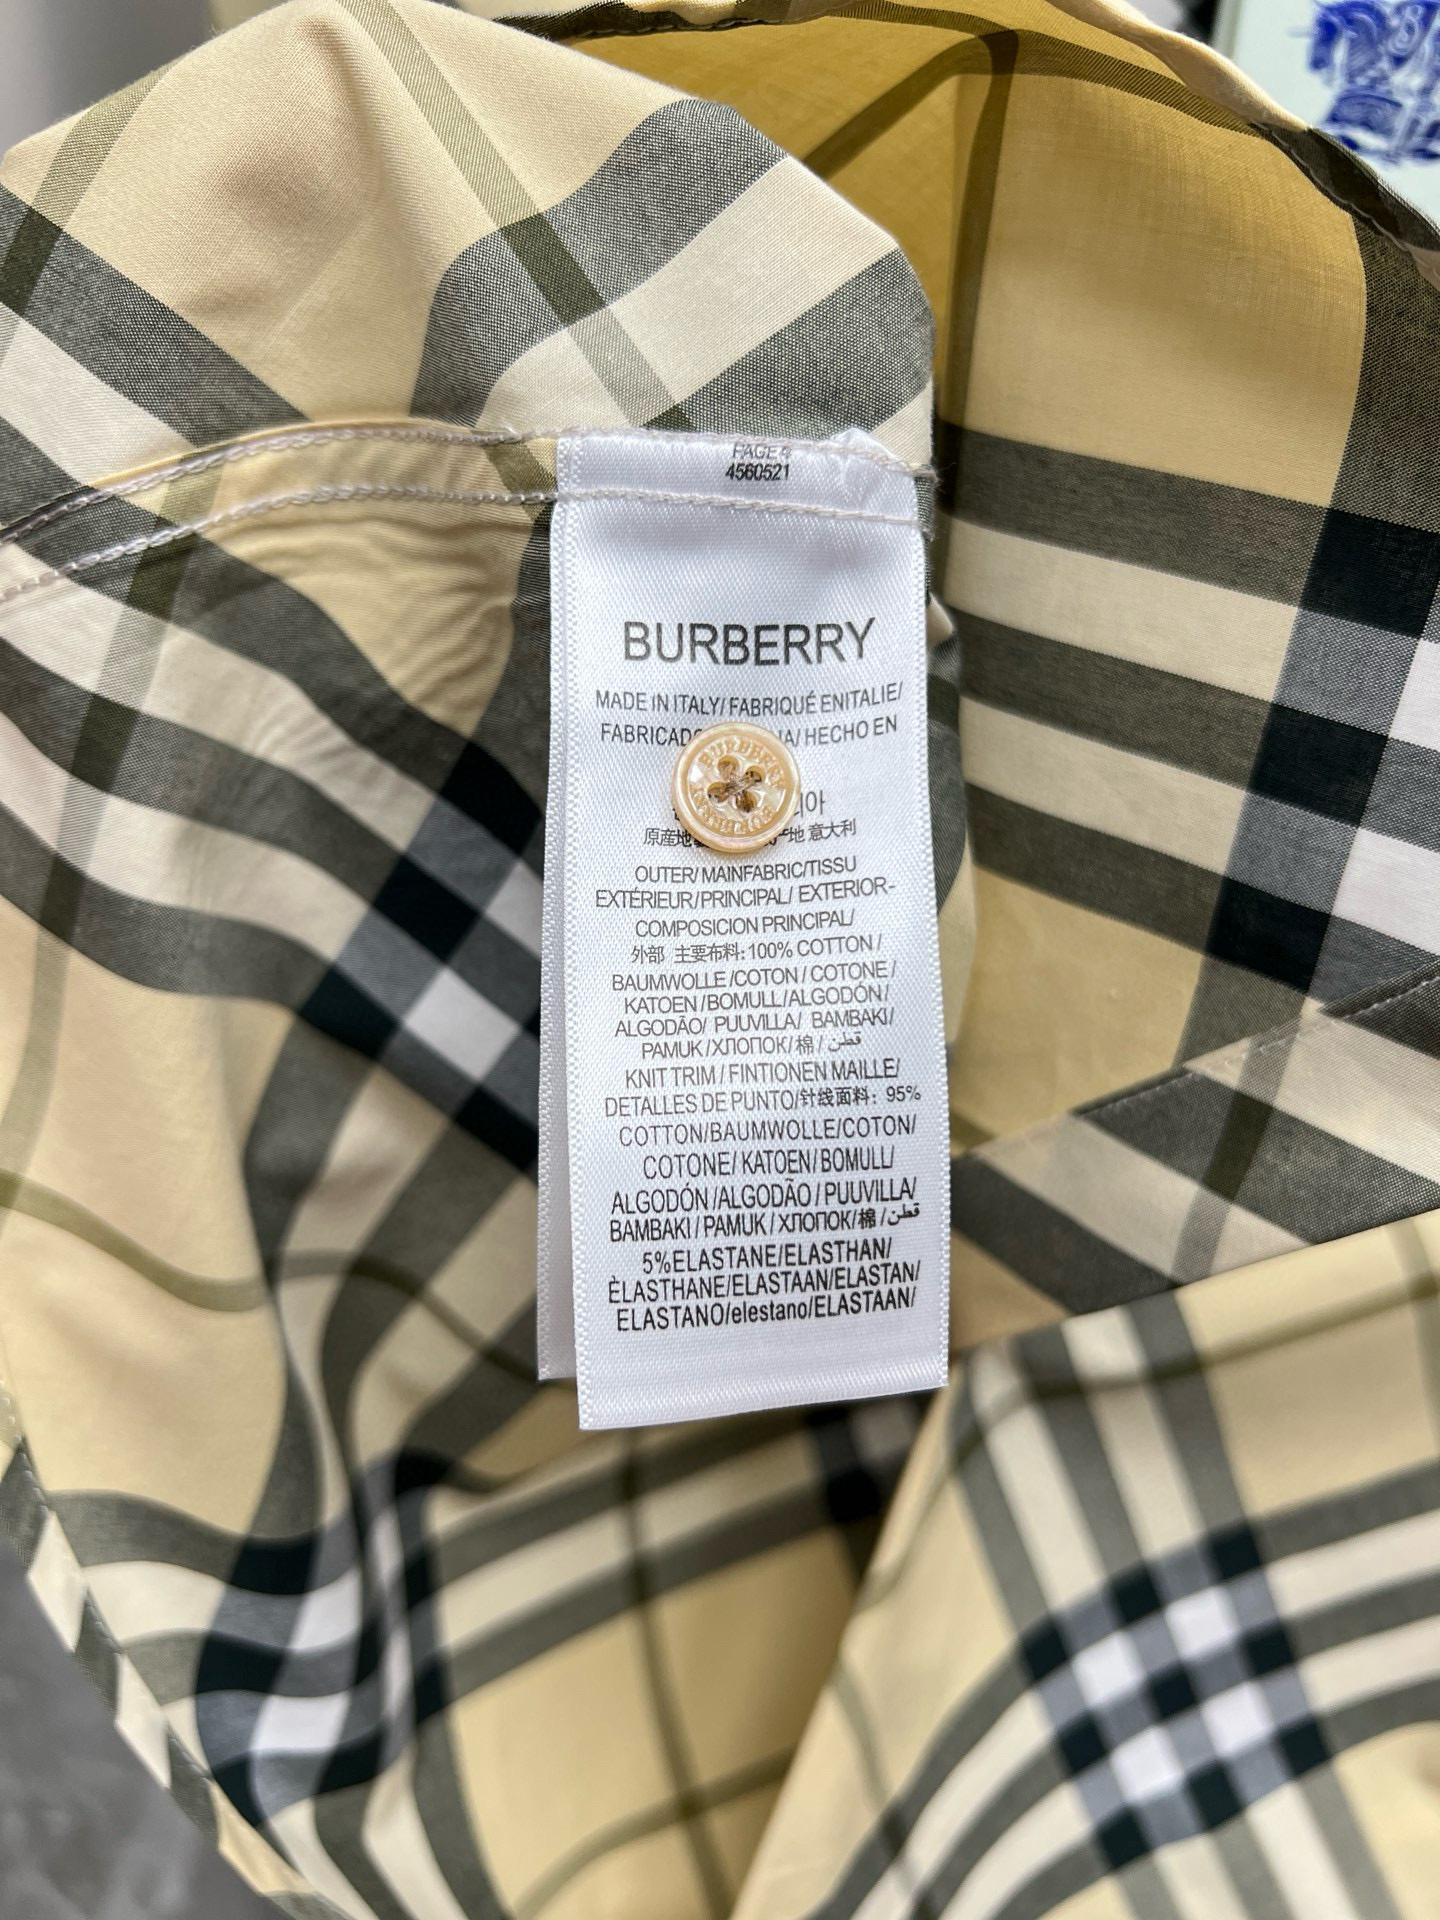 PAGE 4
4560521
BURBERRY
MADE IN ITALY/ FABRIQUÉ ENITALIE/
FABRICADO /HECHO EN
BURBERRY
原産地 地 意大利
OUTER/ MAINFABRIC/TISSU
EXTÉRIEUR/PRINCIPAL/ EXTERIOR-
COMPOSICION PRINCIPAL/
外部 主要布料:100% COTTON /
BAUMWOLLE /COTON / COTONE /
KATOEN /BOMULL/ALGODÓN/
ALGODÃO/ PUUVILLA/ BAMBAKI/
PAMUK /ХЛОПОК/棉 / قطن
KNIT TRIM / FINTIONEN MAILLE/
DETALLES DE PUNTO/针线面料: 95%
COTTON/BAUMWOLLE/COTON/
COTONE/ KATOEN/BOMULL/
ALGODÓN /ALGODÃO / PUUVILLA/
BAMBAKI / PAMUK / ХЛОПОК/棉 /قطن
5%ELASTANE/ELASTHAN/
ÈLASTHANE/ELASTAAN/ELASTAN/
ELASTANO/elestano/ELASTAAN/